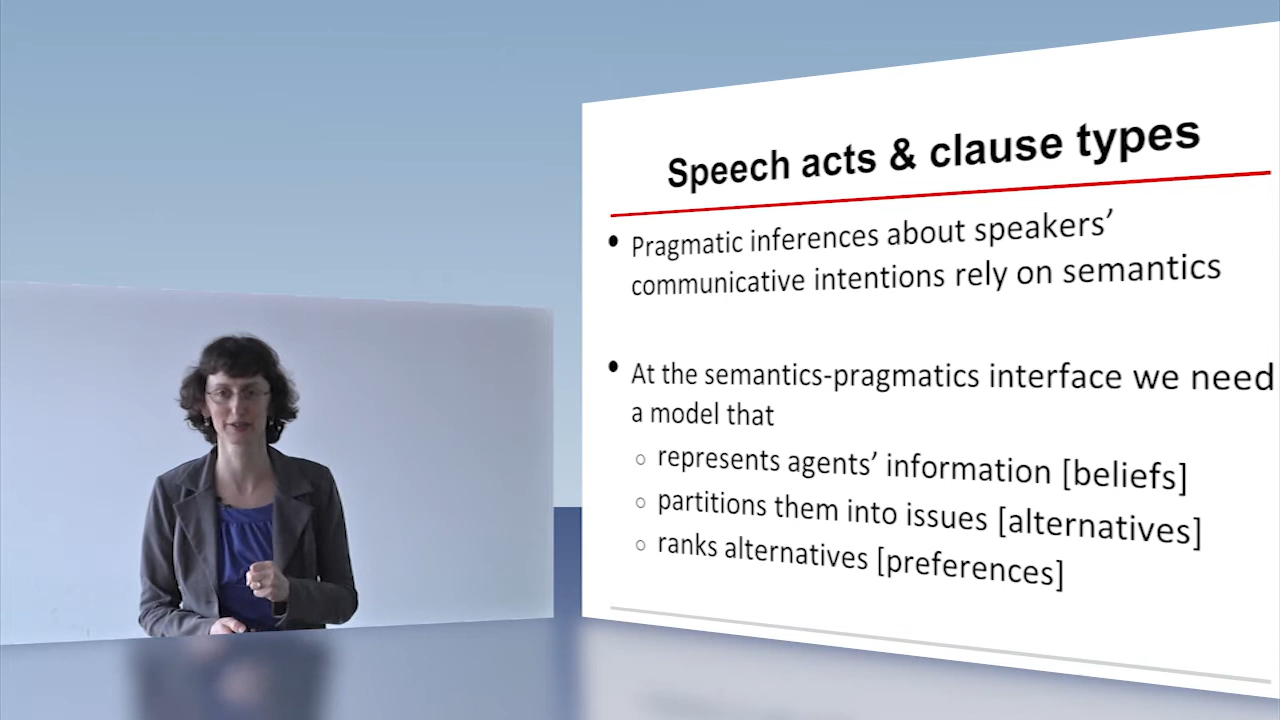 Speech acts & clause types
• Pragmatic inferences about speakers’
communicative intentions rely on semantics
• At the semantics-pragmatics interface we need
a model that
○ represents agents’ information [beliefs]
○ partitions them into issues [alternatives]
○ ranks alternatives [preferences]